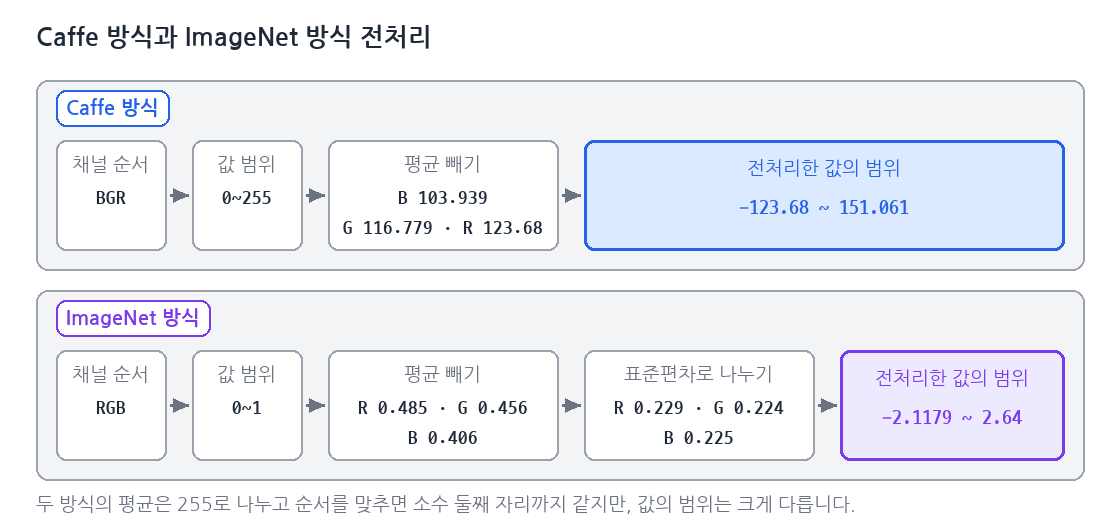 Caffe 방식과 ImageNet 방식 전처리
Caffe 방식
채널 순서
BGR
값 범위
0~255
평균 빼기
B 103.939
G 116.779 · R 123.68
전처리한 값의 범위
−123.68 ~ 151.061
ImageNet 방식
채널 순서
RGB
값 범위
0~1
평균 빼기
R 0.485 · G 0.456
B 0.406
표준편차로 나누기
R 0.229 · G 0.224
B 0.225
전처리한 값의 범위
−2.1179 ~ 2.64
두 방식의 평균은 255로 나누고 순서를 맞추면 소수 둘째 자리까지 같지만, 값의 범위는 크게 다릅니다.